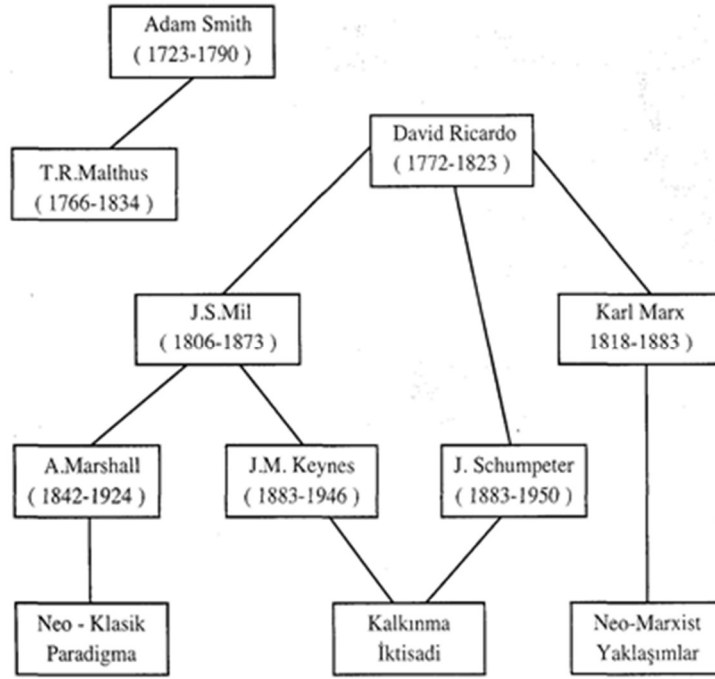 Adam Smith
( 1723-1790 )
David Ricardo
( 1772-1823 )
T.R.Malthus
( 1766-1834 )
J.S.Mil
( 1806-1873 )
Karl Marx
1818-1883 )
A.Marshall
( 1842-1924 )
J.M. Keynes
( 1883-1946 )
J. Schumpeter
( 1883-1950 )
Neo - Klasik
Paradigma
Kalkınma
İktisadi
Neo-Marxist
Yaklaşımlar